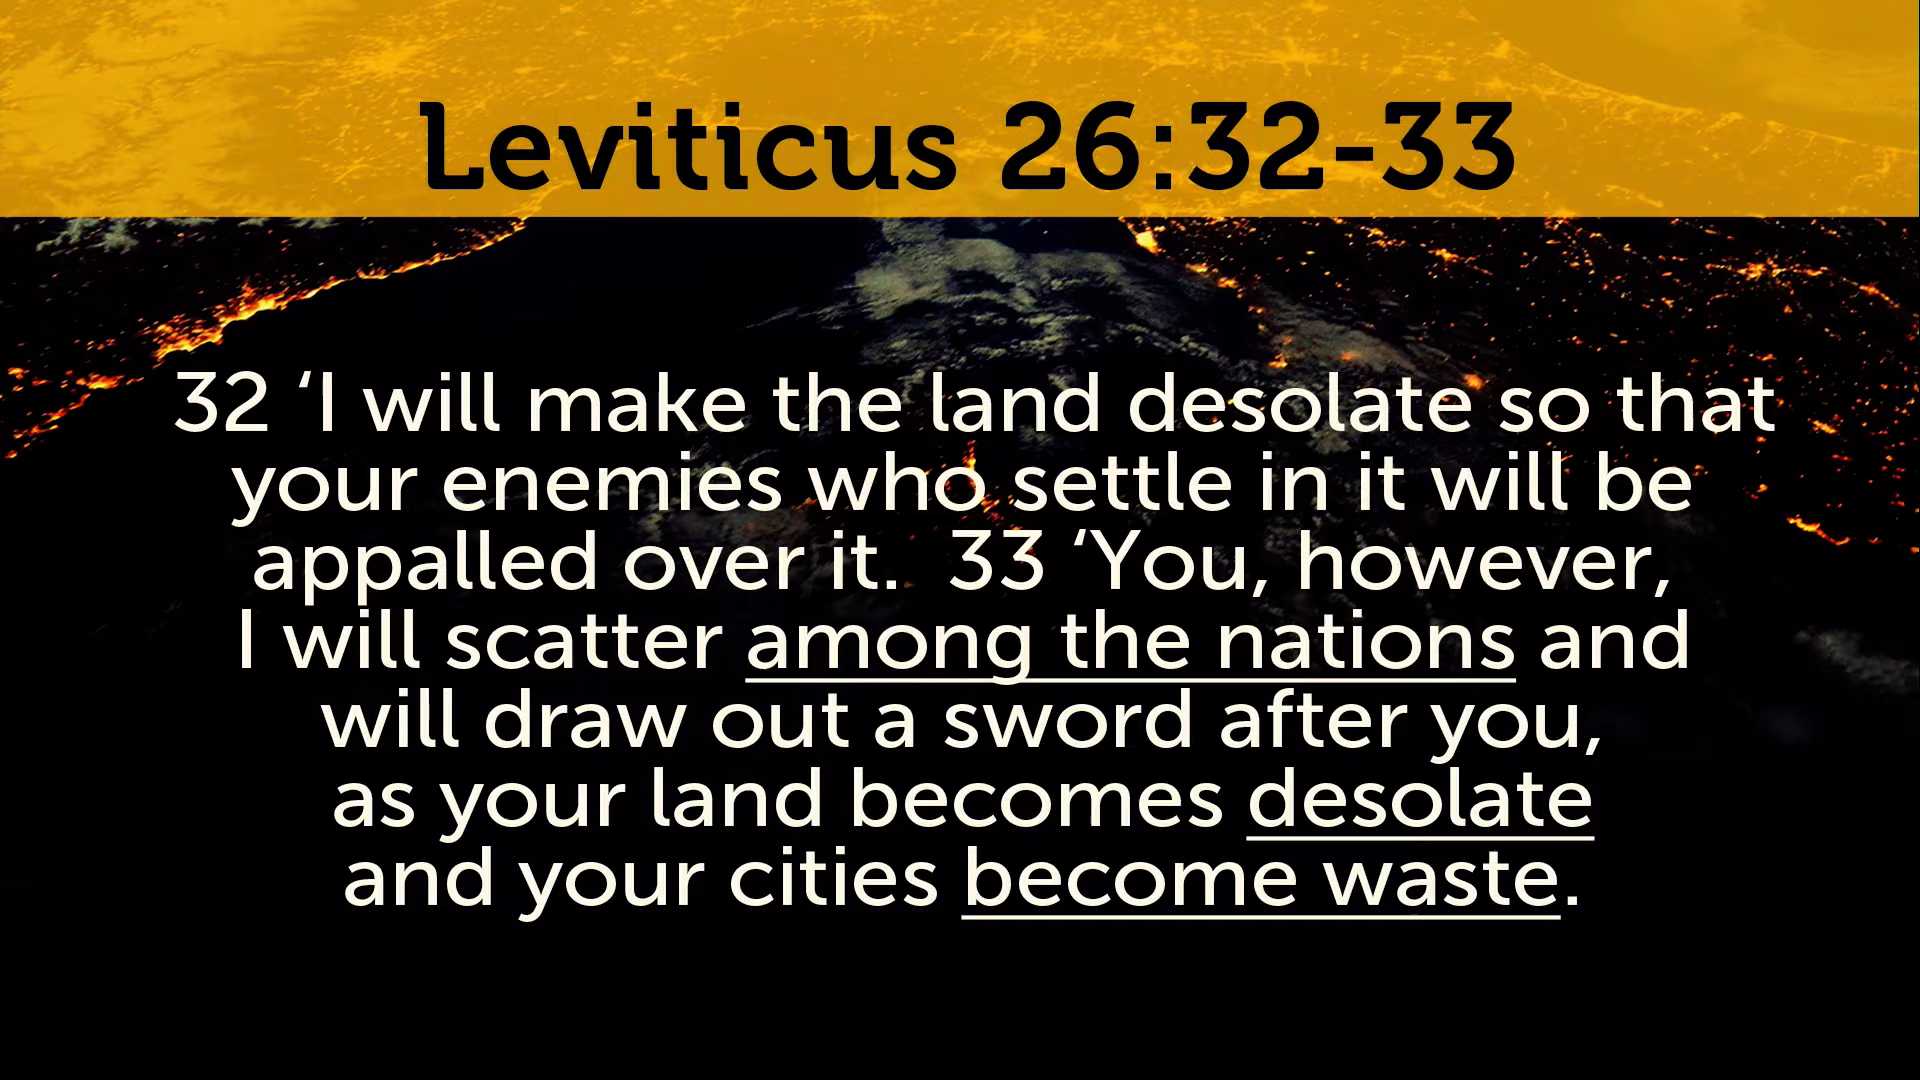 Leviticus 26:32-33
32 ‘I will make the land desolate so that
your enemies who settle in it will be
appalled over it.  33 ‘You, however,
I will scatter among the nations and
will draw out a sword after you,
as your land becomes desolate
and your cities become waste.